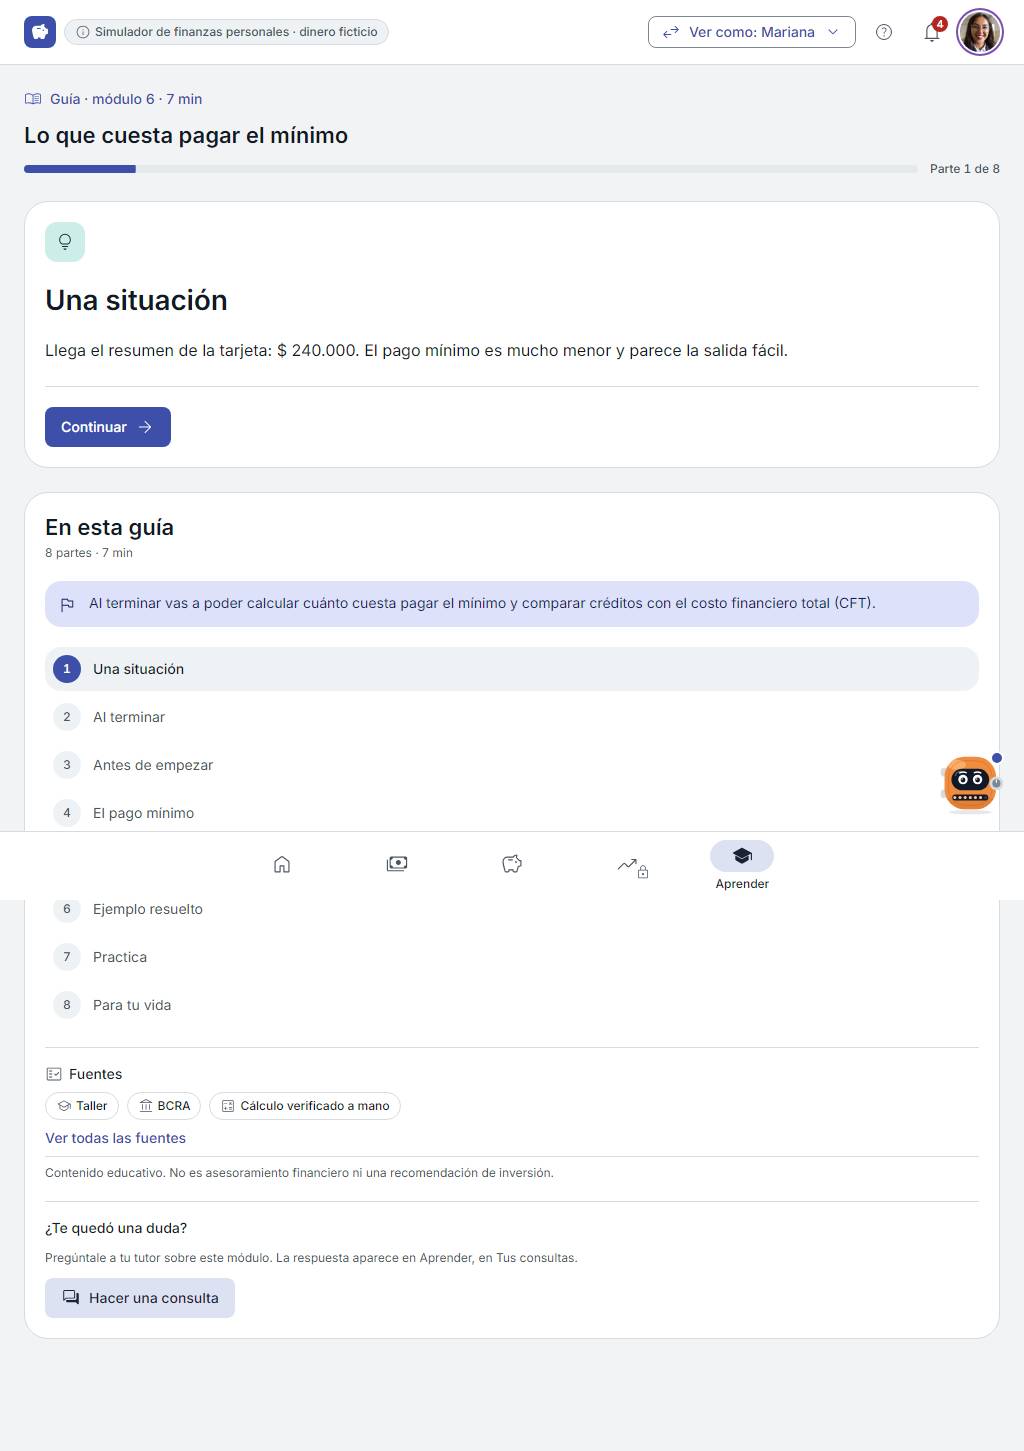 Simulador de finanzas personales · dinero ficticio
Ver como: Mariana
4
Guía · módulo 6 · 7 min
Lo que cuesta pagar el mínimo
Parte 1 de 8
Una situación
Llega el resumen de la tarjeta: $ 240.000. El pago mínimo es mucho menor y parece la salida fácil.
Continuar
En esta guía
8 partes · 7 min
Al terminar vas a poder calcular cuánto cuesta pagar el mínimo y comparar créditos con el costo financiero total (CFT).
1 Una situación
2 Al terminar
3 Antes de empezar
4 El pago mínimo
Aprender
6 Ejemplo resuelto
7 Practica
8 Para tu vida
Fuentes
Taller BCRA Cálculo verificado a mano
Ver todas las fuentes
Contenido educativo. No es asesoramiento financiero ni una recomendación de inversión.
¿Te quedó una duda?
Pregúntale a tu tutor sobre este módulo. La respuesta aparece en Aprender, en Tus consultas.
Hacer una consulta